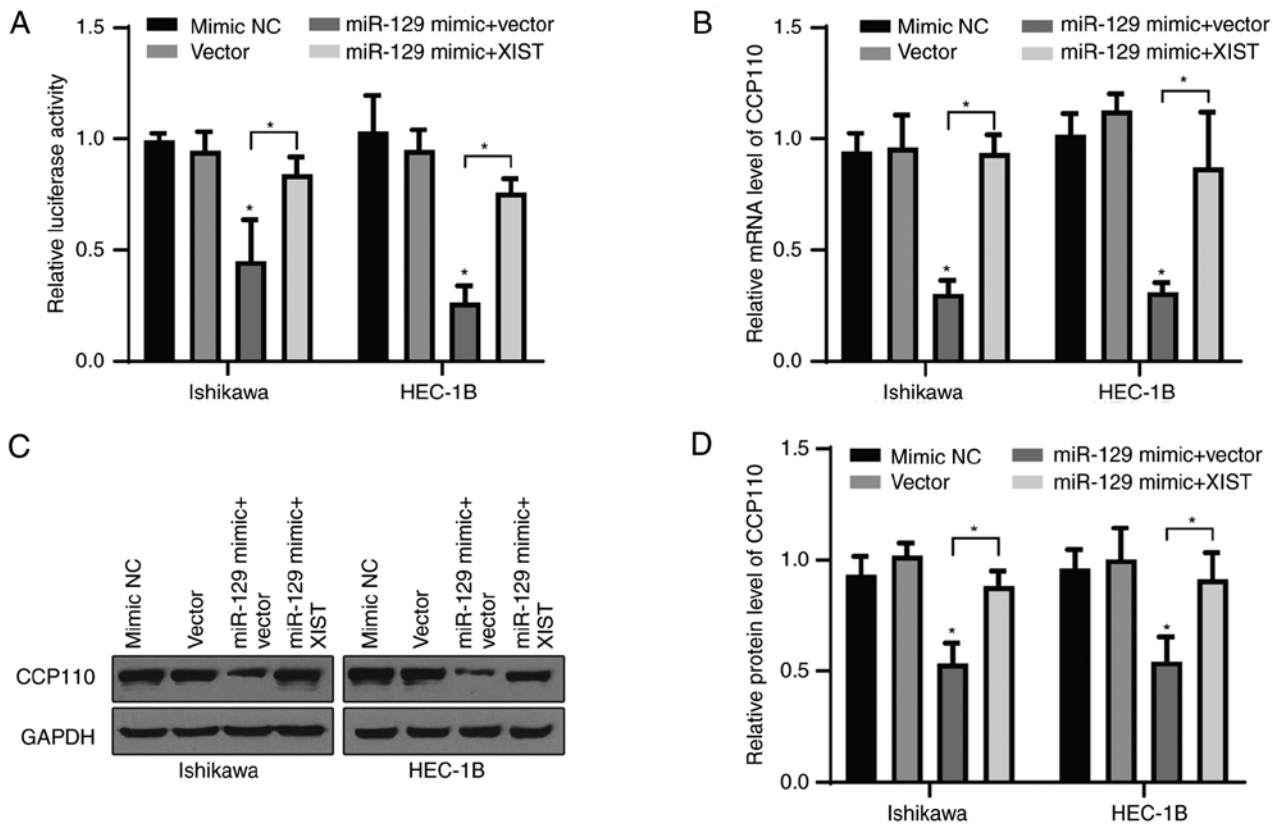 A
Relative luciferase activity
1.5
1.0
0.5
0.0
Mimic NC
Vector
miR-129 mimic+vector
miR-129 mimic+XIST
*
*
*
*
Ishikawa
HEC-1B
B
Relative mRNA level of CCP110
1.5
1.0
0.5
0.0
Mimic NC
Vector
miR-129 mimic+vector
miR-129 mimic+XIST
*
*
*
*
Ishikawa
HEC-1B
C
Mimic NC
Vector
miR-129 mimic+
vector
miR-129 mimic+
XIST
Mimic NC
Vector
miR-129 mimic+
vector
miR-129 mimic+
XIST
CCP110
GAPDH
Ishikawa
HEC-1B
D
Relative protein level of CCP110
1.5
1.0
0.5
0.0
Mimic NC
Vector
miR-129 mimic+vector
miR-129 mimic+XIST
*
*
*
*
Ishikawa
HEC-1B